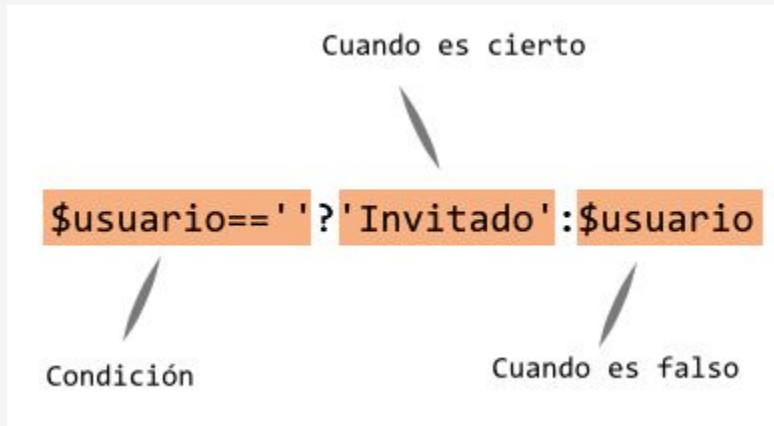 Cuando es cierto
$usuario==''?'Invitado':$usuario
Condición
Cuando es falso